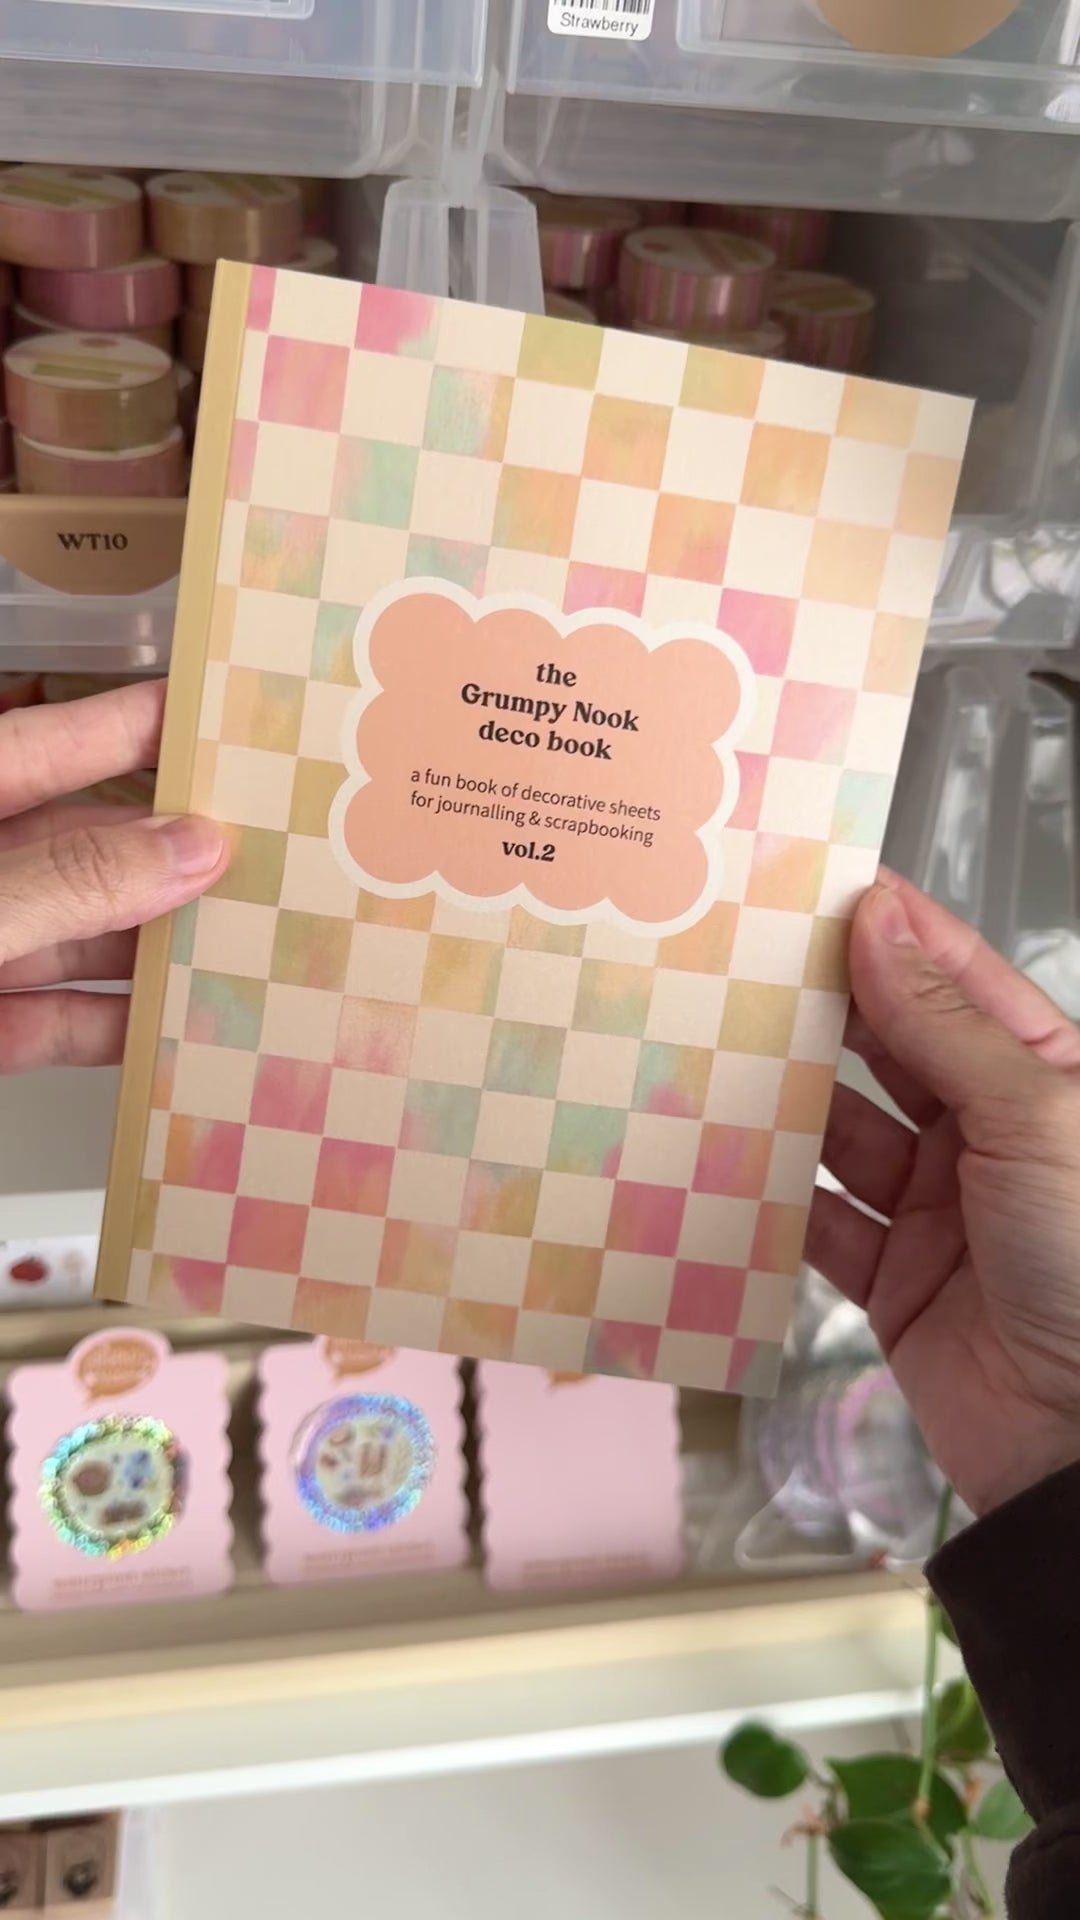 Strawberry
WT10
the
Grumpy Nook
deco book
a fun book of decorative sheets
for journalling & scrapbooking
vol.2